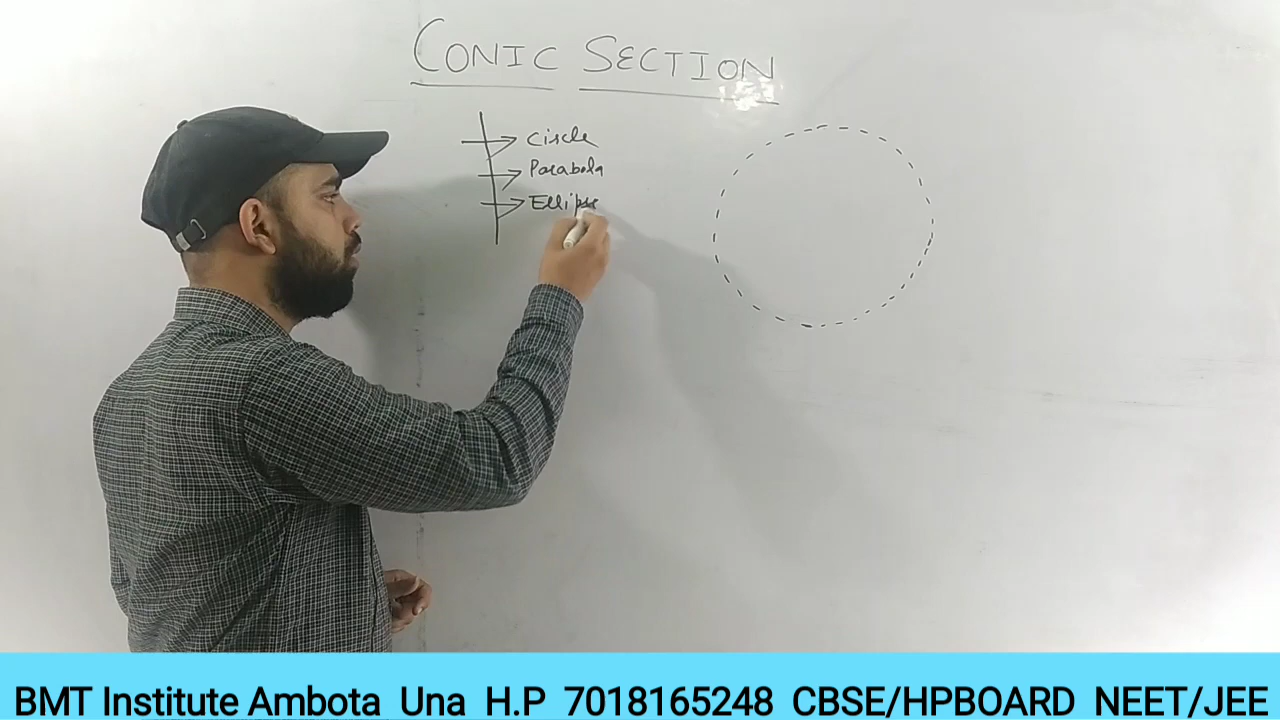 CONIC SECTION
Circle
Parabola
Ellipse
BMT Institute Ambota Una H.P 7018165248 CBSE/HPBOARD NEET/JEE